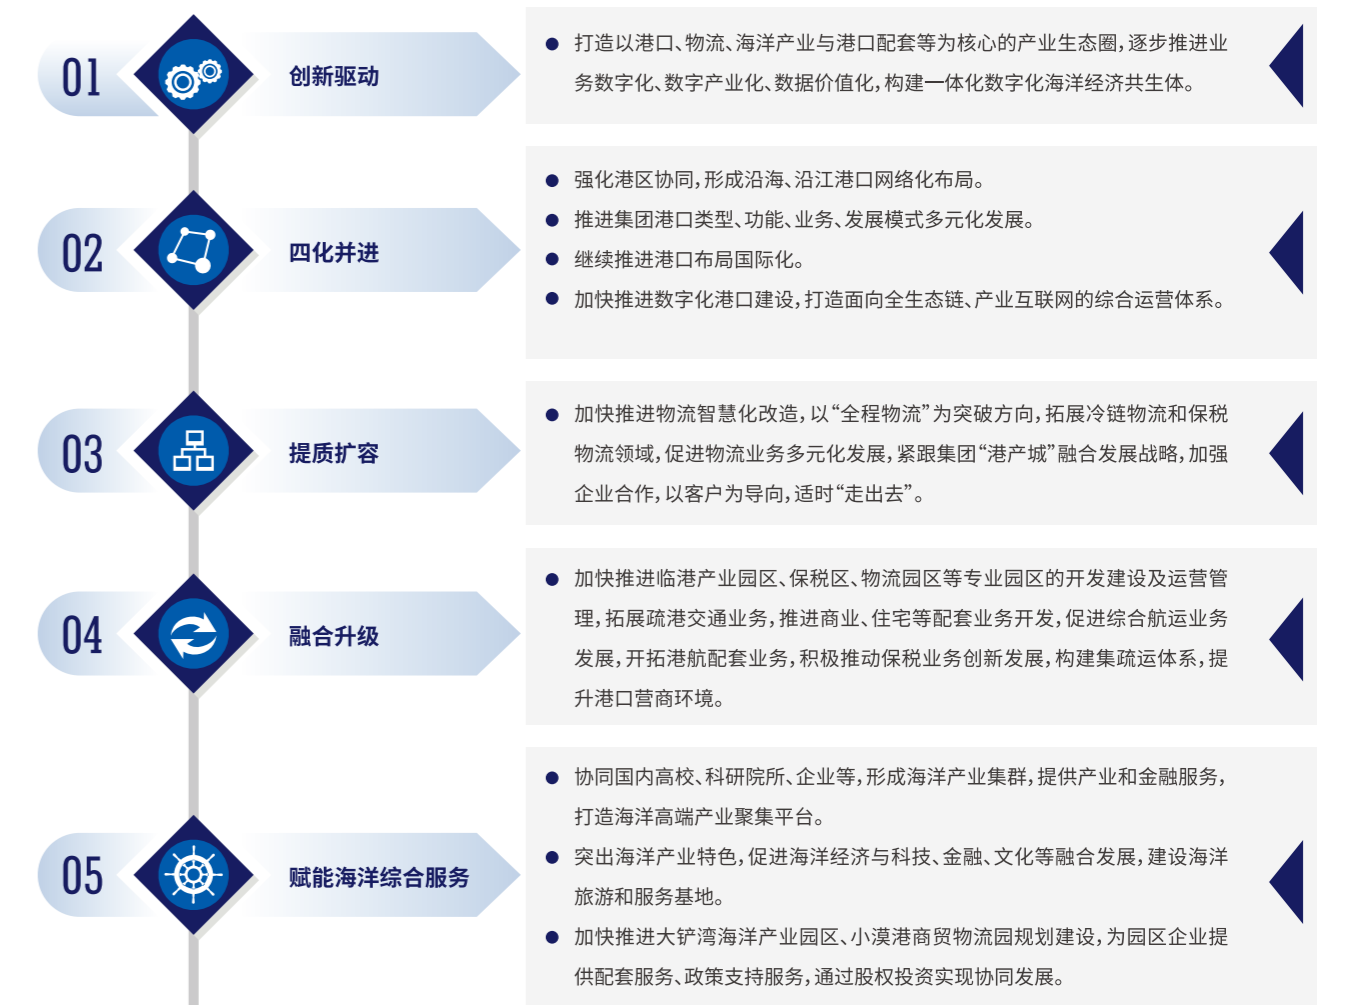 01
创新驱动
● 打造以港口、物流、海洋产业与港口配套等为核心的产业生态圈，逐步推进业
务数字化、数字产业化、数据价值化，构建一体化数字化海洋经济共生体。
02
四化并进
● 强化港区协同，形成沿海、沿江港口网络化布局。
● 推进集团港口类型、功能、业务、发展模式多元化发展。
● 继续推进港口布局国际化。
● 加快推进数字化港口建设，打造面向全生态链、产业互联网的综合运营体系。
03
提质扩容
● 加快推进物流智慧化改造，以“全程物流”为突破方向，拓展冷链物流和保税
物流领域，促进物流业务多元化发展，紧跟集团“港产城”融合发展战略，加强
企业合作，以客户为导向，适时“走出去”。
04
融合升级
● 加快推进临港产业园区、保税区、物流园区等专业园区的开发建设及运营管
理，拓展疏港交通业务，推进商业、住宅等配套业务开发，促进综合航运业务
发展，开拓港航配套业务，积极推动保税业务创新发展，构建集疏运体系，提
升港口营商环境。
05
赋能海洋综合服务
● 协同国内高校、科研院所、企业等，形成海洋产业集群，提供产业和金融服务，
打造海洋高端产业聚集平台。
● 突出海洋产业特色，促进海洋经济与科技、金融、文化等融合发展，建设海洋
旅游和服务基地。
● 加快推进大铲湾海洋产业园区、小漠港商贸物流园规划建设，为园区企业提
供配套服务、政策支持服务，通过股权投资实现协同发展。